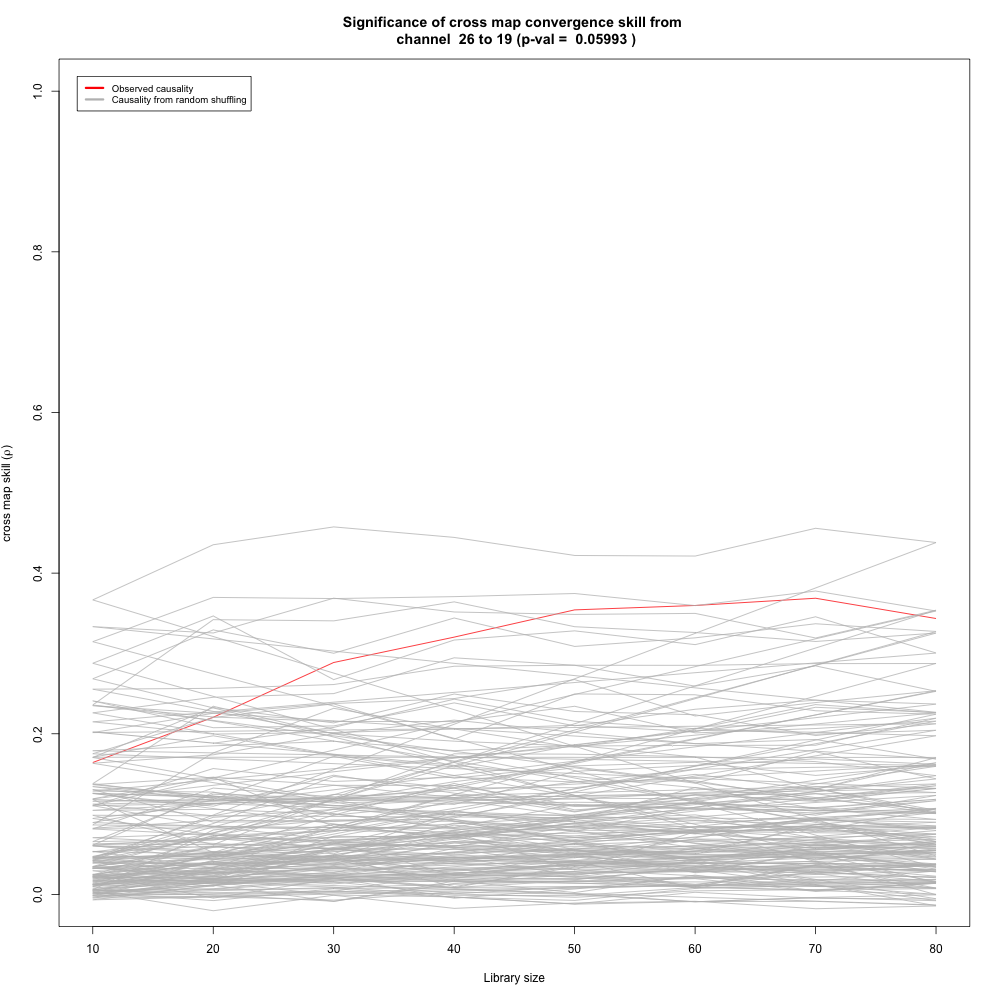 Significance of cross map convergence skill from
channel  26 to 19 (p-val =  0.05993 )
Observed causality
Causality from random shuffling
cross map skill (ρ)
1.0
0.8
0.6
0.4
0.2
0.0
10 20 30 40 50 60 70 80
Library size